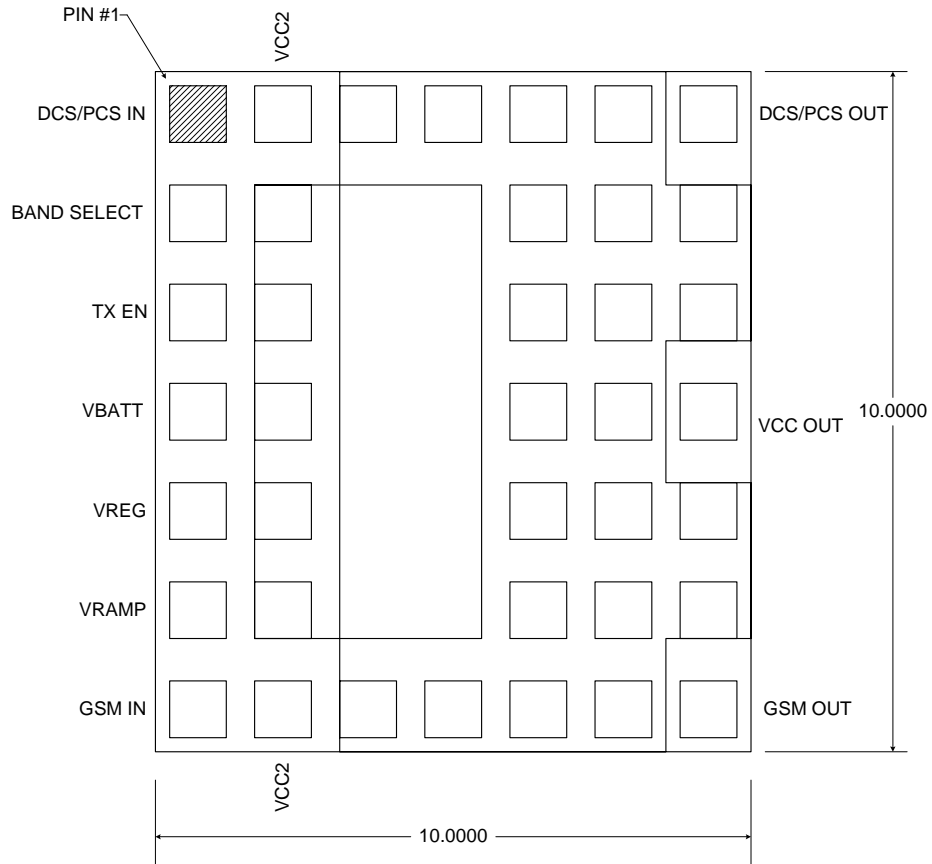 PIN #1
VCC2
DCS/PCS IN
DCS/PCS OUT
BAND SELECT
TX EN
VBATT
VCC OUT
10.0000
VREG
VRAMP
GSM IN
GSM OUT
VCC2
10.0000